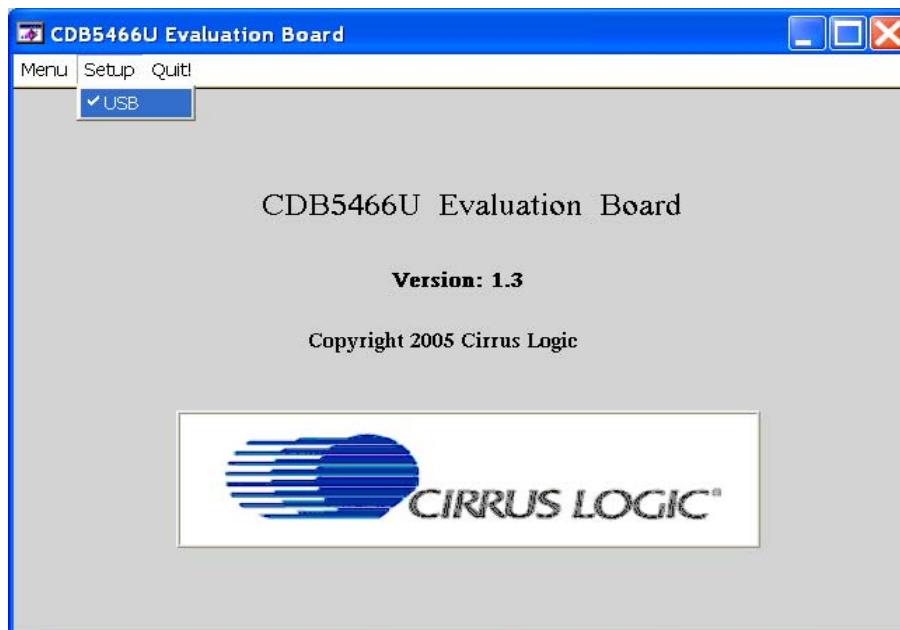 CDB5466U Evaluation Board
Menu Setup Quit!
USB
CDB5466U Evaluation Board
Version: 1.3
Copyright 2005 Cirrus Logic
CIRRUS LOGIC®